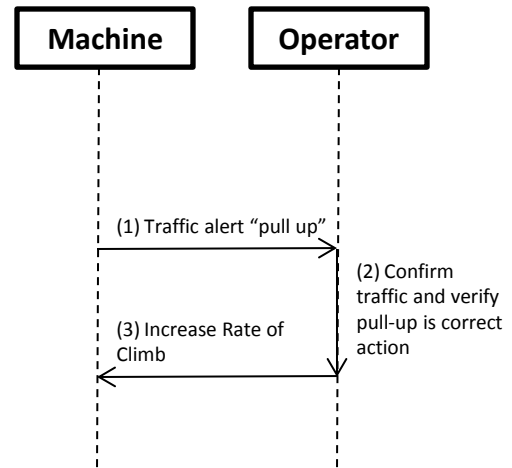 Machine
Operator
(1) Traffic alert “pull up”
(2) Confirm
traffic and verify
pull-up is correct
action
(3) Increase Rate of
Climb